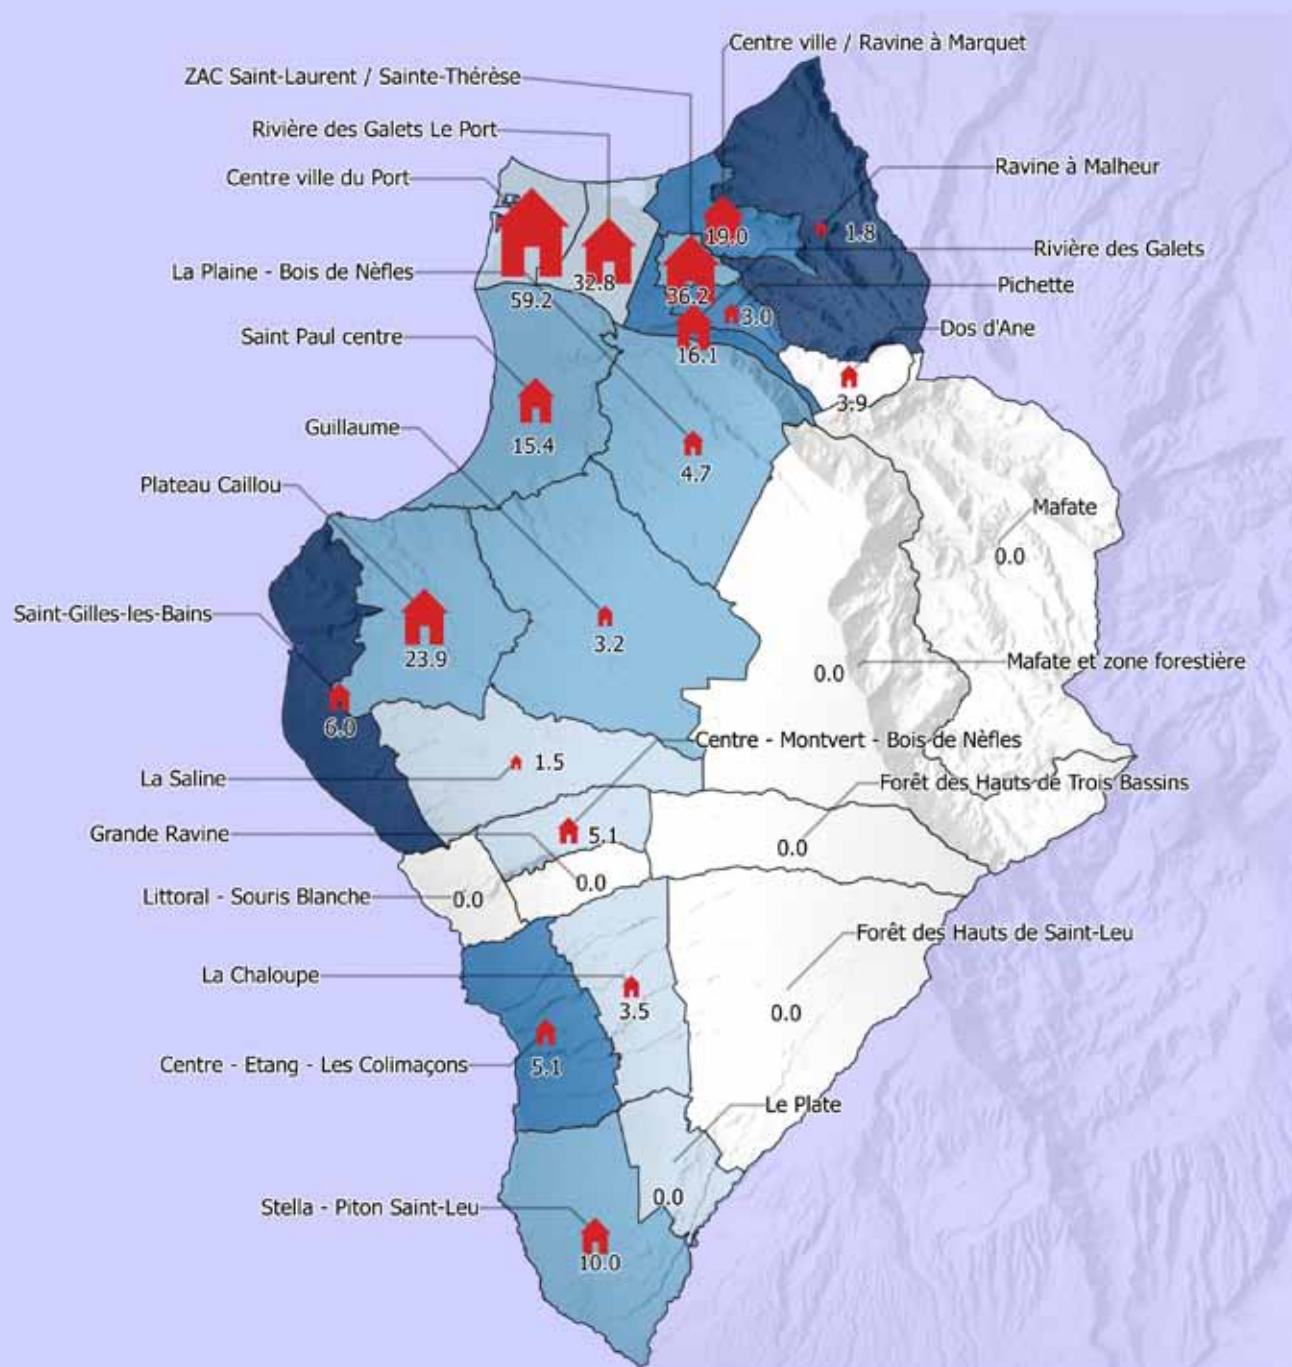 Centre ville / Ravine à Marquet
ZAC Saint-Laurent / Sainte-Thérèse
Rivière des Galets Le Port
Ravine à Malheur
Centre ville du Port
19.0
1.8
Rivière des Galets
La Plaine - Bois de Nèfles
32.8
36.2
Pichette
59.2
3.0
Dos d'Ane
Saint Paul centre
16.1
3.9
Guillaume
15.4
4.7
Plateau Caillou
Mafate
0.0
Saint-Gilles-les-Bains
3.2
23.9
Mafate et zone forestière
0.0
6.0
Centre - Montvert - Bois de Nèfles
1.5
La Saline
Forêt des Hauts de Trois Bassins
Grande Ravine
5.1
0.0
0.0
Littoral - Souris Blanche
0.0
Forêt des Hauts de Saint-Leu
La Chaloupe
3.5
0.0
Centre - Etang - Les Colimaçons
5.1
Le Plate
0.0
Stella - Piton Saint-Leu
10.0